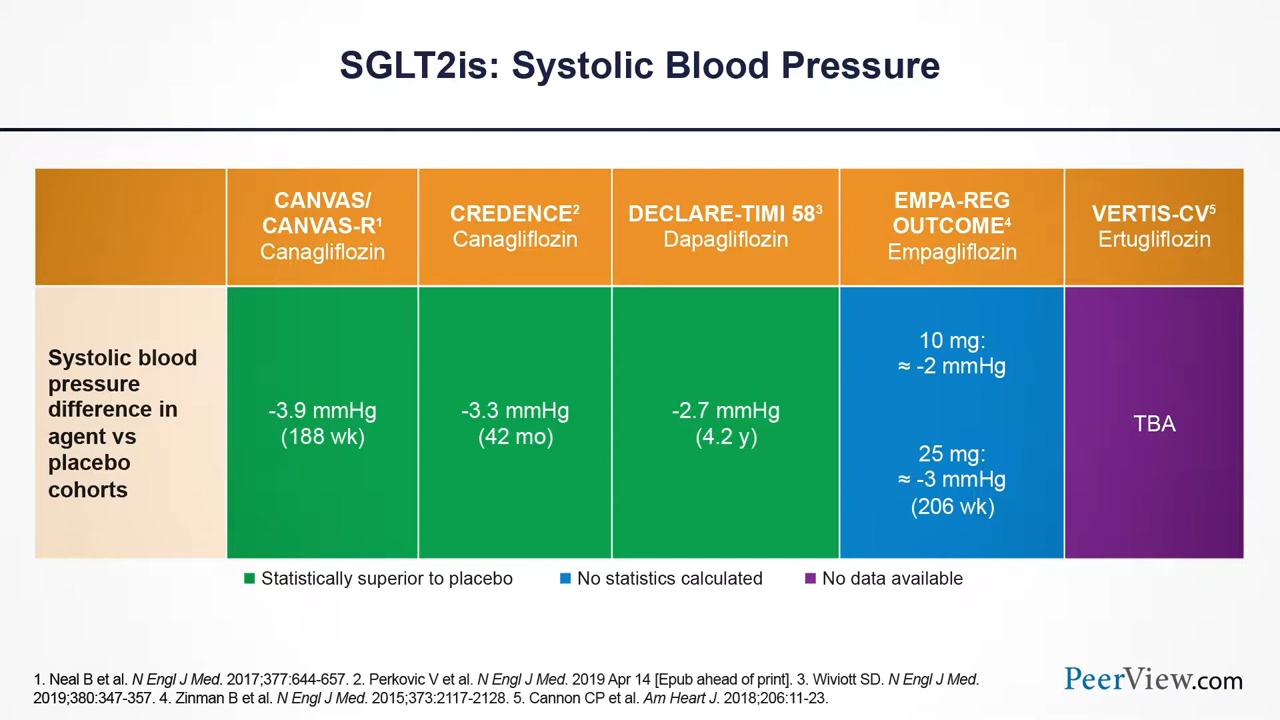 SGLT2is: Systolic Blood Pressure
CANVAS/
CANVAS-R1
Canagliflozin
CREDENCE2
Canagliflozin
DECLARE-TIMI 583
Dapagliflozin
EMPA-REG
OUTCOME4
Empagliflozin
VERTIS-CV5
Ertugliflozin
Systolic blood
pressure
difference in
agent vs
placebo
cohorts
-3.9 mmHg
(188 wk)
-3.3 mmHg
(42 mo)
-2.7 mmHg
(4.2 y)
10 mg:
≈ -2 mmHg
25 mg:
≈ -3 mmHg
(206 wk)
TBA
Statistically superior to placebo
No statistics calculated
No data available
1. Neal B et al. N Engl J Med. 2017;377:644-657. 2. Perkovic V et al. N Engl J Med. 2019 Apr 14 [Epub ahead of print]. 3. Wiviott SD. N Engl J Med.
2019;380:347-357. 4. Zinman B et al. N Engl J Med. 2015;373:2117-2128. 5. Cannon CP et al. Am Heart J. 2018;206:11-23.
PeerView.com